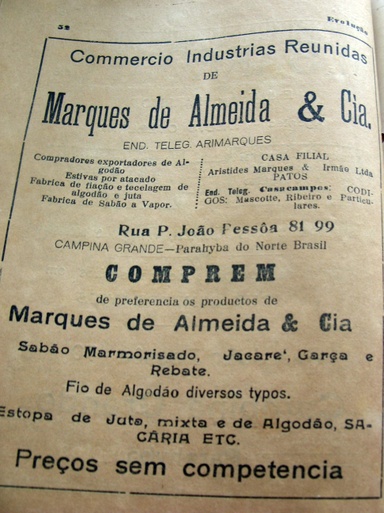 52
Evolução
Commercio Industrias Reunidas
DE
Marques de Almeida & Cia.
END. TELEG. ARIMARQUES
Compradores exportadores de Al-
godão
Estivas por atacado
Fabrica de fiação e tecelagem de
algodão e juta
Fabrica de Sabão a Vapor.
CASA FILIAL
Aristides Marques & Irmão Ltda
PATOS
End. Teleg. Casacampos: CODI-
GOS: Mascotte, Ribeiro e Particu-
lares.
Rua P. João Pessôa 81 99
CAMPINA GRANDE—Parahyba do Norte Brasil
COMPREM
de preferencia os productos de
Marques de Almeida & Cia
Sabão Marmorisado, Jacaré, Garça e
Rebate.
Fio de Algodão diversos typos.
Estopa de Juta, mixta e de Algodão, SA-
CÁRIA ETC.
Preços sem competencia